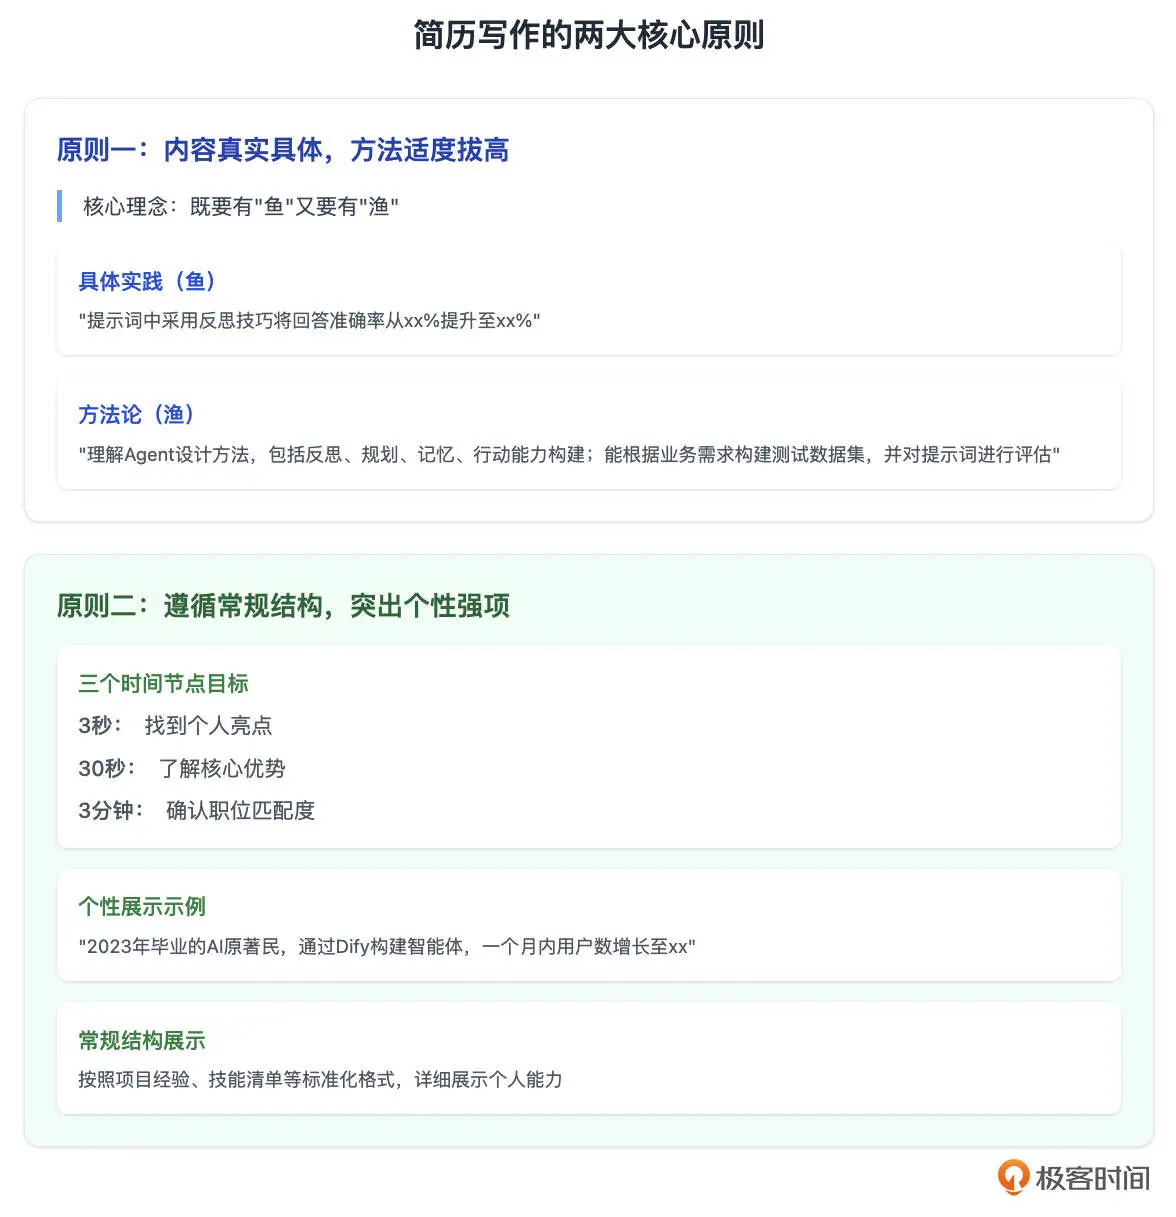 简历写作的两大核心原则
原则一：内容真实具体，方法适度拔高
核心理念：既要有"鱼"又要有"渔"
具体实践（鱼）
"提示词中采用反思技巧将回答准确率从xx%提升至xx%"
方法论（渔）
"理解Agent设计方法，包括反思、规划、记忆、行动能力构建；能根据业务需求构建测试数据集，并对提示词进行评估"
原则二：遵循常规结构，突出个性强项
三个时间节点目标
3秒： 找到个人亮点
30秒： 了解核心优势
3分钟： 确认职位匹配度
个性展示示例
"2023年毕业的AI原著民，通过Dify构建智能体，一个月内用户数增长至xx"
常规结构展示
按照项目经验、技能清单等标准化格式，详细展示个人能力
极客时间